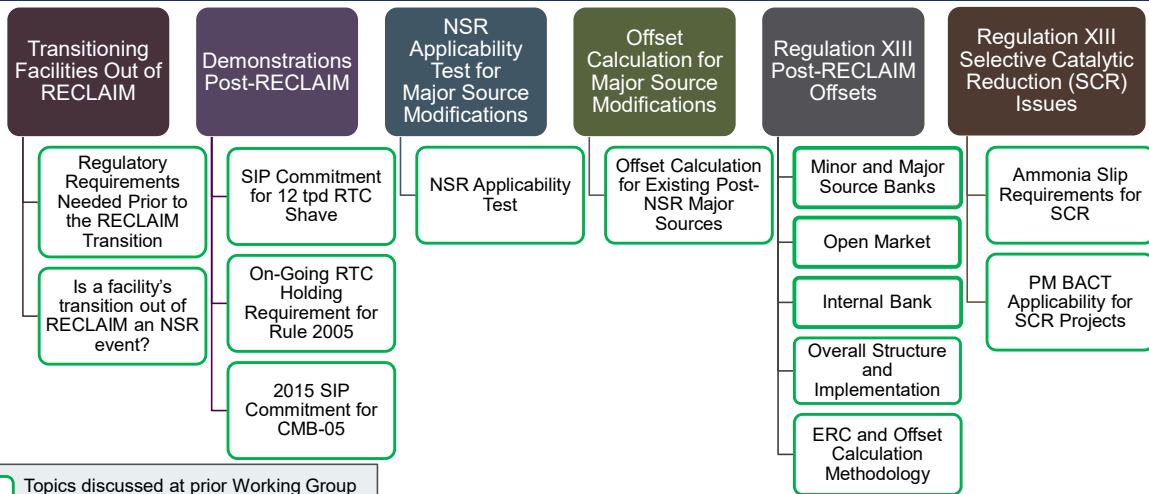 Transitioning
Facilities Out of
RECLAIM
Regulatory
Requirements
Needed Prior to
the RECLAIM
Transition
Is a facility's
transition out of
RECLAIM an NSR
event?
Demonstrations
Post-RECLAIM
SIP Commitment
for 12 tpd RTC
Shave
On-Going RTC
Holding
Requirement for
Rule 2005
2015 SIP
Commitment for
CMB-05
NSR
Applicability
Test for
Major Source
Modifications
NSR Applicability
Test
Offset
Calculation for
Major Source
Modifications
Offset Calculation
for Existing Post-
NSR Major
Sources
Regulation XIII
Post-RECLAIM
Offsets
Minor and Major
Source Banks
Open Market
Internal Bank
Overall Structure
and
Implementation
ERC and Offset
Calculation
Methodology
Regulation XIII
Selective Catalytic
Reduction (SCR)
Issues
Ammonia Slip
Requirements for
SCR
PM BACT
Applicability for
SCR Projects
Topics discussed at prior Working Group